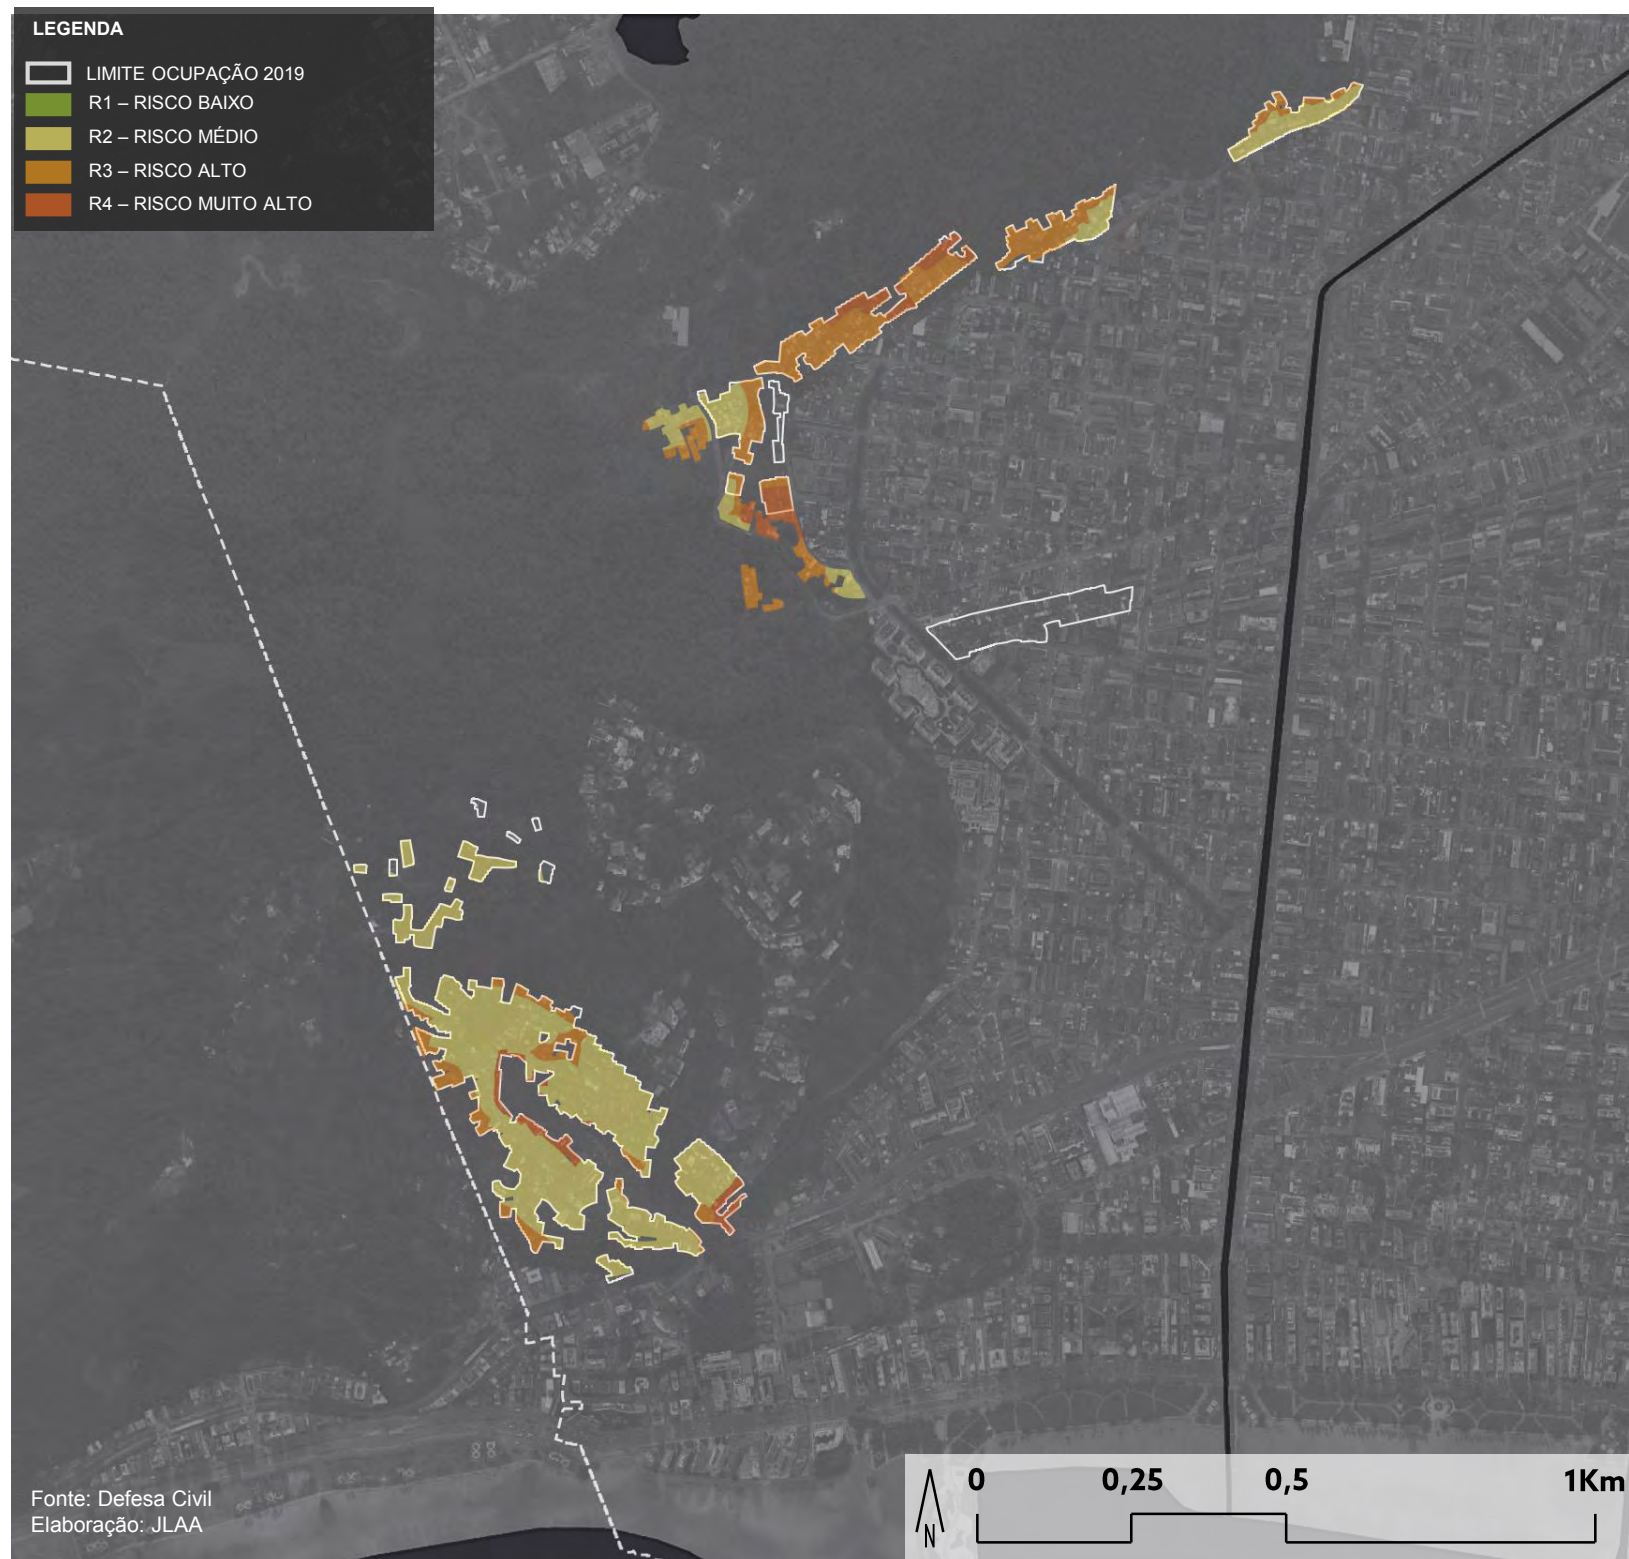 LEGENDA
LIMITE OCUPAÇÃO 2019
R1 – RISCO BAIXO
R2 – RISCO MÉDIO
R3 – RISCO ALTO
R4 – RISCO MUITO ALTO
Fonte: Defesa Civil
Elaboração: JLAA
N
0 0,25 0,5 1Km